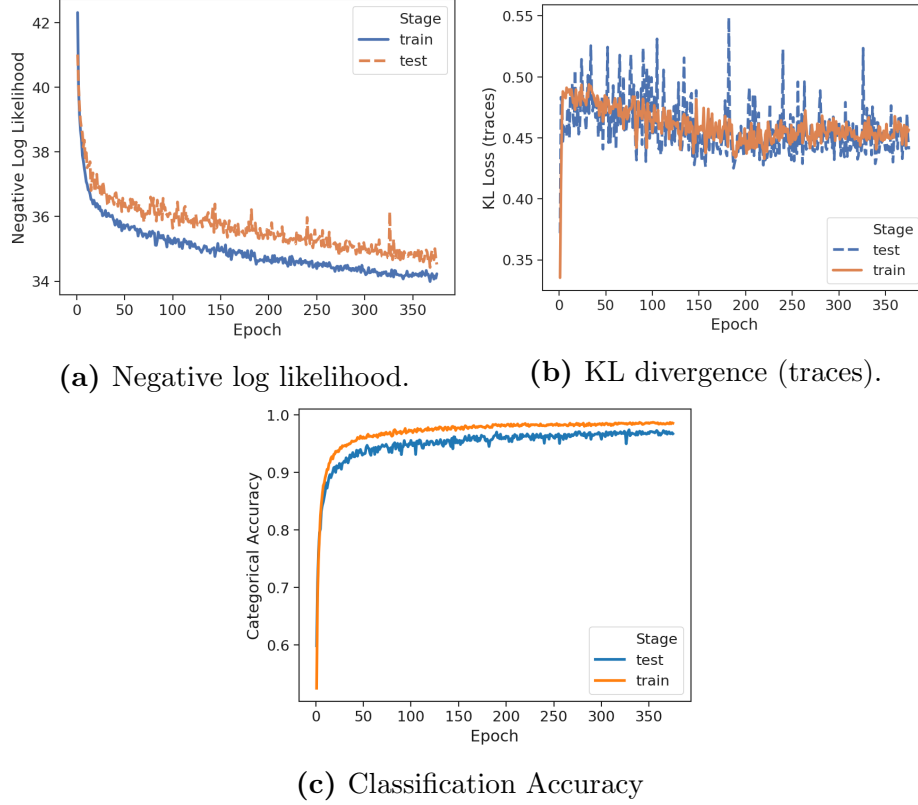 42
40
38
36
34
Negative Log Likelihood
Stage
train
test
0 50 100 150 200 250 300 350
Epoch
(a) Negative log likelihood.
0.55
0.50
0.45
0.40
0.35
KL Loss (traces)
Stage
test
train
0 50 100 150 200 250 300 350
Epoch
(b) KL divergence (traces).
1.0
0.9
0.8
0.7
0.6
Categorical Accuracy
Stage
test
train
0 50 100 150 200 250 300 350
Epoch
(c) Classification Accuracy